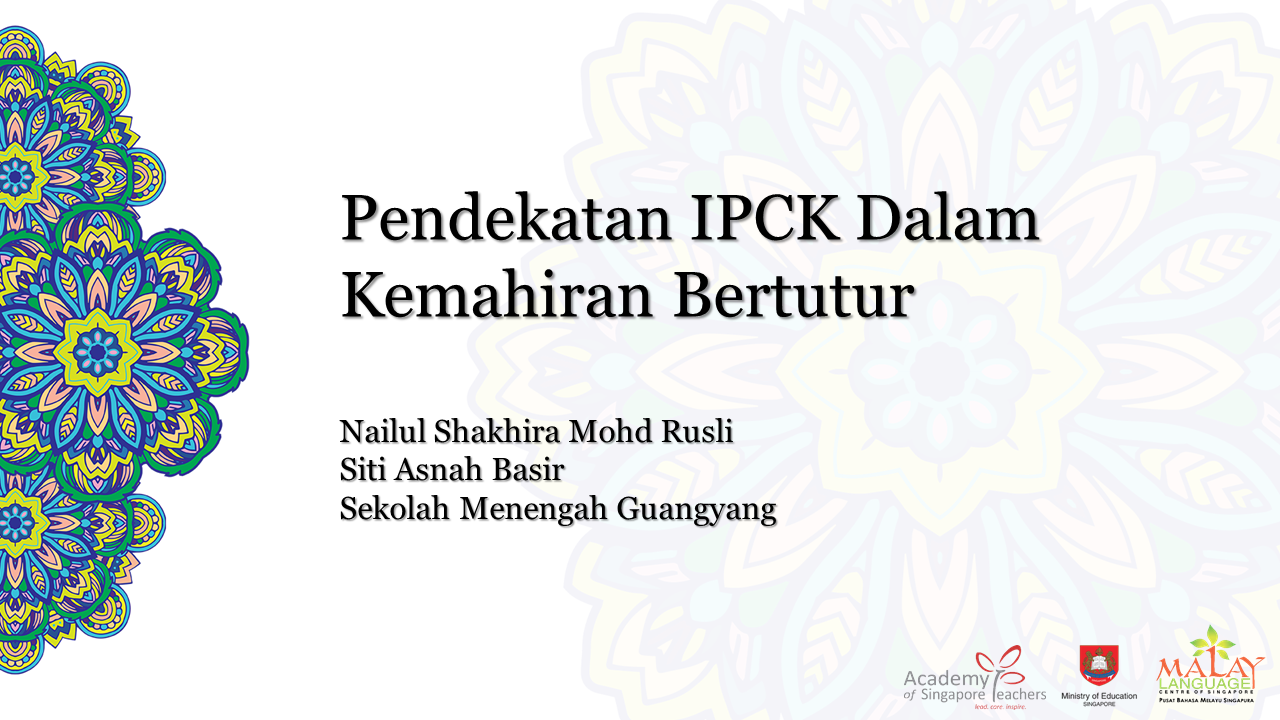 Pendekatan IPCK Dalam
Kemahiran Bertutur
Nailul Shakhira Mohd Rusli
Siti Asnah Basir
Sekolah Menengah Guangyang
Academy
of Singapore Teachers
lead. care. inspire.
Ministry of Education
SINGAPORE
MALAY
LANGUAGE
CENTRE OF SINGAPORE
PUSAT BAHASA MELAYU SINGAPURA